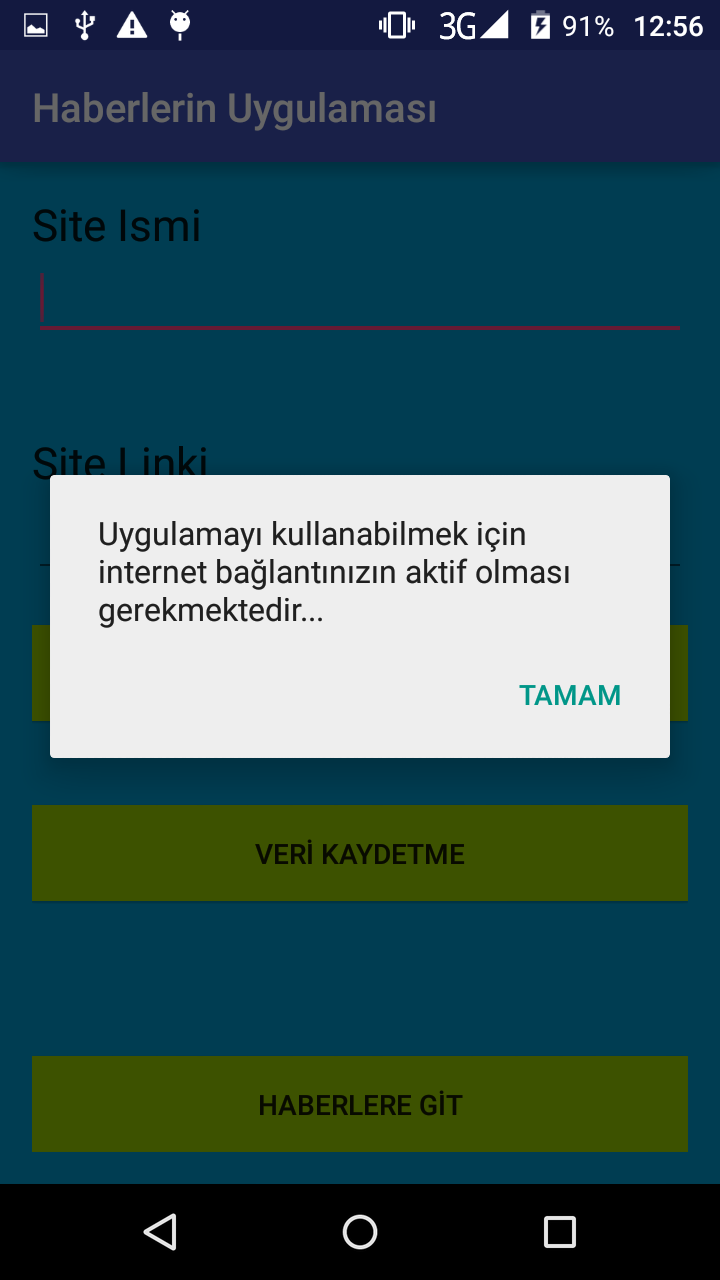 3G 91% 12:56
Haberlerin Uygulaması
Site Ismi
Site Linki
Uygulamayı kullanabilmek için
internet bağlantınızın aktif olması
gerekmektedir...
TAMAM
VERİ KAYDETME
HABERLERE GİT